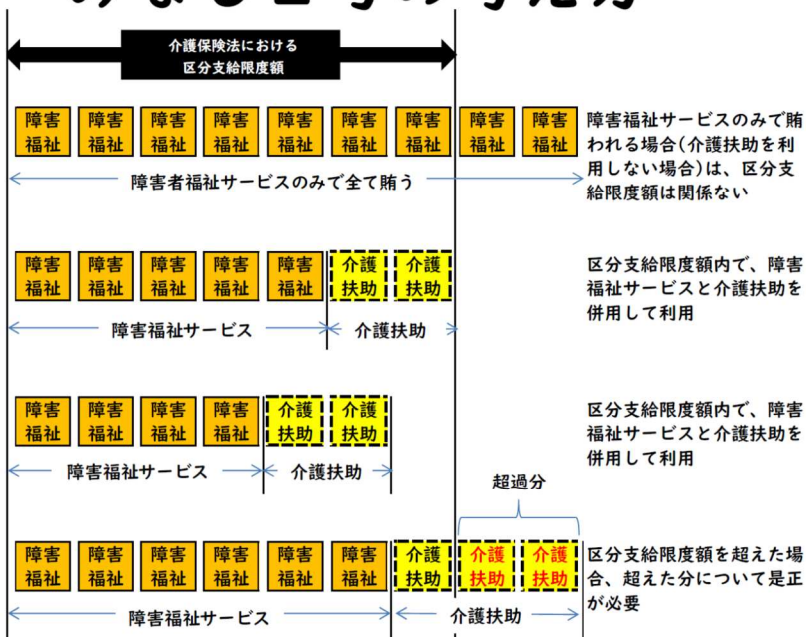 みなし2号の考え方
介護保険法における
区分支給限度額
障害 障害 障害 障害 障害 障害 障害 障害 障害
福祉 福祉 福祉 福祉 福祉 福祉 福祉 福祉 福祉
障害者福祉サービスのみで全て賄う
障害福祉サービスのみで賄
われる場合(介護扶助を利
用しない場合)は、区分支
給限度額は関係ない
障害 障害 障害 障害 障害 介護 介護
福祉 福祉 福祉 福祉 福祉 扶助 扶助
障害福祉サービス 介護扶助
区分支給限度額内で、障害
福祉サービスと介護扶助を
併用して利用
障害 障害 障害 障害 介護 介護
福祉 福祉 福祉 福祉 扶助 扶助
障害福祉サービス 介護扶助
区分支給限度額内で、障害
福祉サービスと介護扶助を
併用して利用
超過分
障害 障害 障害 障害 障害 障害 介護 介護 介護
福祉 福祉 福祉 福祉 福祉 福祉 扶助 扶助 扶助
障害福祉サービス 介護扶助
区分支給限度額を超えた場
合、超えた分について是正
が必要